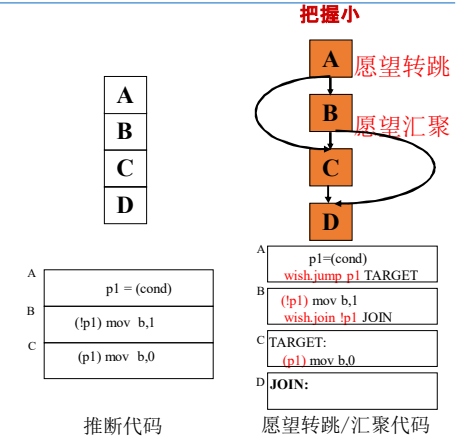 把握小
A
愿望转跳
B
愿望汇聚
C
D
A
B
C
D
A
p1 = (cond)
B
(!p1) mov b,1
C
(p1) mov b,0
推断代码
A
p1=(cond)
wish.jump p1 TARGET
B
(!p1) mov b,1
wish.join !p1 JOIN
C
TARGET:
(p1) mov b,0
D
JOIN:
愿望转跳/汇聚代码